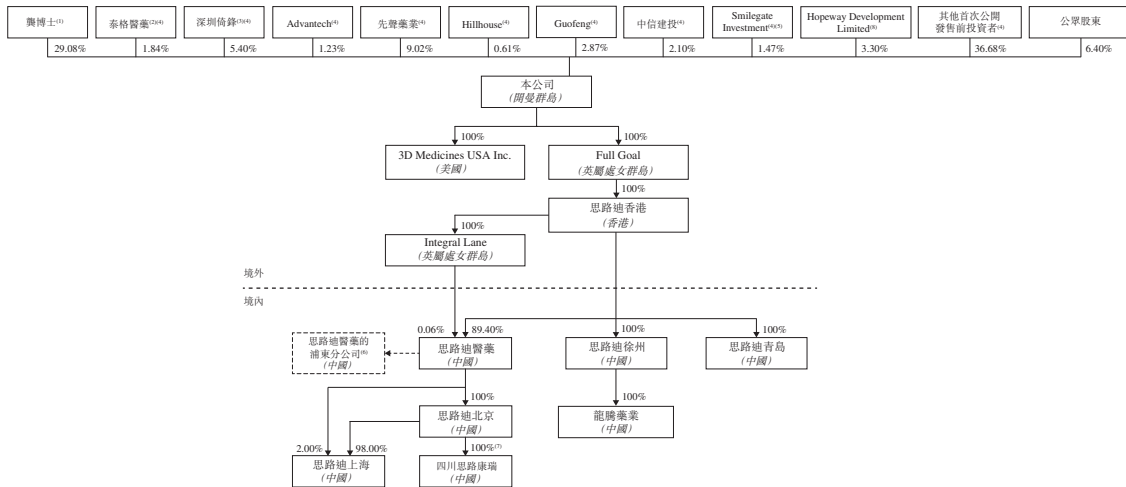 龔博士(1)
泰格醫藥(2)(4)
深圳倚鋒(3)(4)
Advantech(4)
先聲藥業(4)
Hillhouse(4)
Guofeng(4)
中信建投(4)
Smilegate
Investment(4)(5)
Hopeway Development
Limited(8)
其他首次公開
發售前投資者(4)
公眾股東
29.08%
1.84%
5.40%
1.23%
9.02%
0.61%
2.87%
2.10%
1.47%
3.30%
36.68%
6.40%
本公司
(開曼群島)
100%
100%
3D Medicines USA Inc.
(美國)
Full Goal
(英屬處女群島)
100%
思路迪香港
(香港)
100%
Integral Lane
(英屬處女群島)
境外
境內
0.06%
89.40%
100%
100%
思路迪醫藥的
浦東分公司(6)
(中國)
思路迪醫藥
(中國)
思路迪徐州
(中國)
思路迪青島
(中國)
100%
100%
思路迪北京
(中國)
龍騰藥業
(中國)
2.00%
98.00%
100%(7)
思路迪上海
(中國)
四川思路康瑞
(中國)